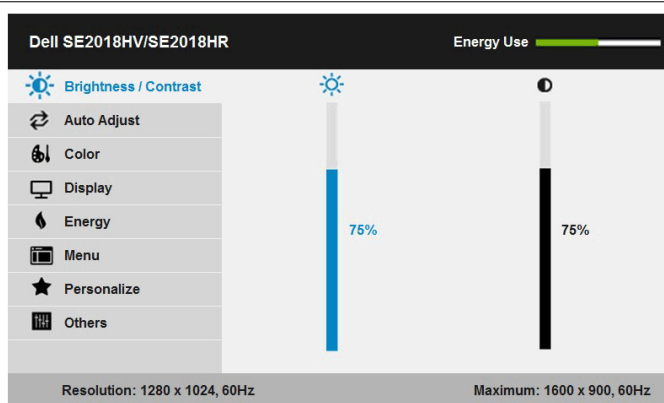 Dell SE2018HV/SE2018HR
Energy Use
Brightness / Contrast
Auto Adjust
Color
Display
Energy
Menu
Personalize
Others
75%
75%
Resolution: 1280 x 1024, 60Hz
Maximum: 1600 x 900, 60Hz